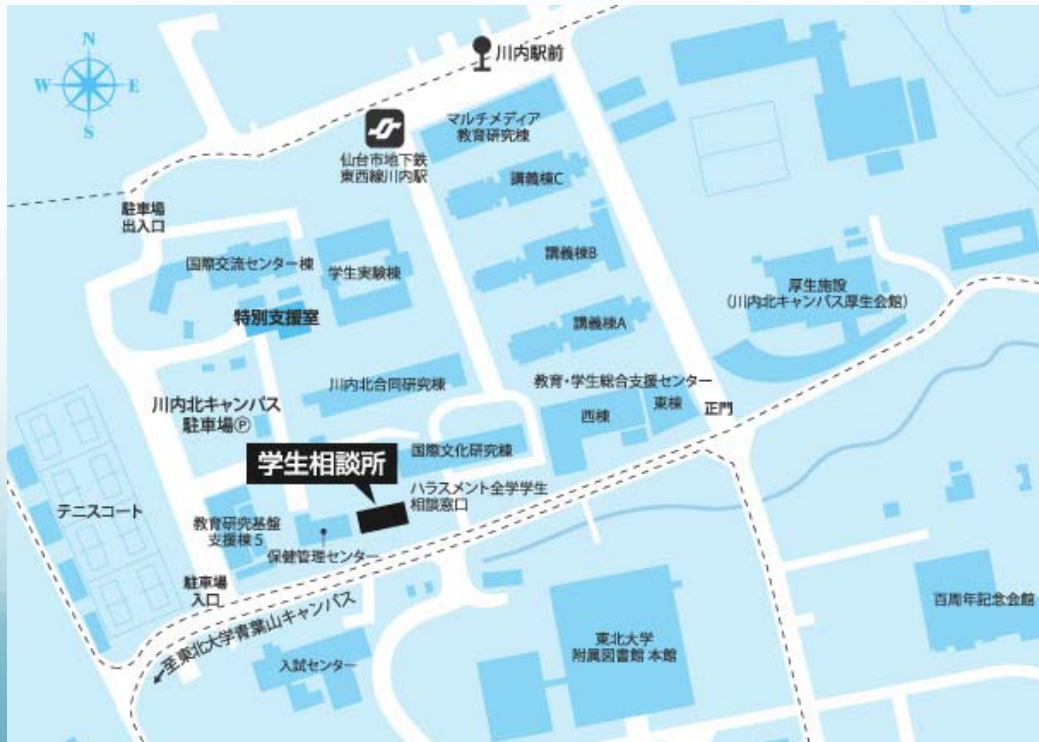 N
W
E
S
川内駅前
マルチメディア
教育研究棟
仙台市地下鉄
東西線川内駅
講義棟C
駐車場
出入口
国際交流センター棟
学生実験棟
講義棟B
厚生施設
(川内北キャンパス厚生会館)
特別支援室
講義棟A
川内北合同研究棟
教育・学生総合支援センター
西棟
東棟
正門
川内北キャンパス
駐車場Ⓟ
国際文化研究棟
学生相談所
ハラスメント全学学生
相談窓口
テニスコート
教育研究基盤
支援棟5
保健管理センター
駐車場
入口
至東北大学青葉山キャンパス
百周年記念会館
東北大学
附属図書館 本館
入試センター